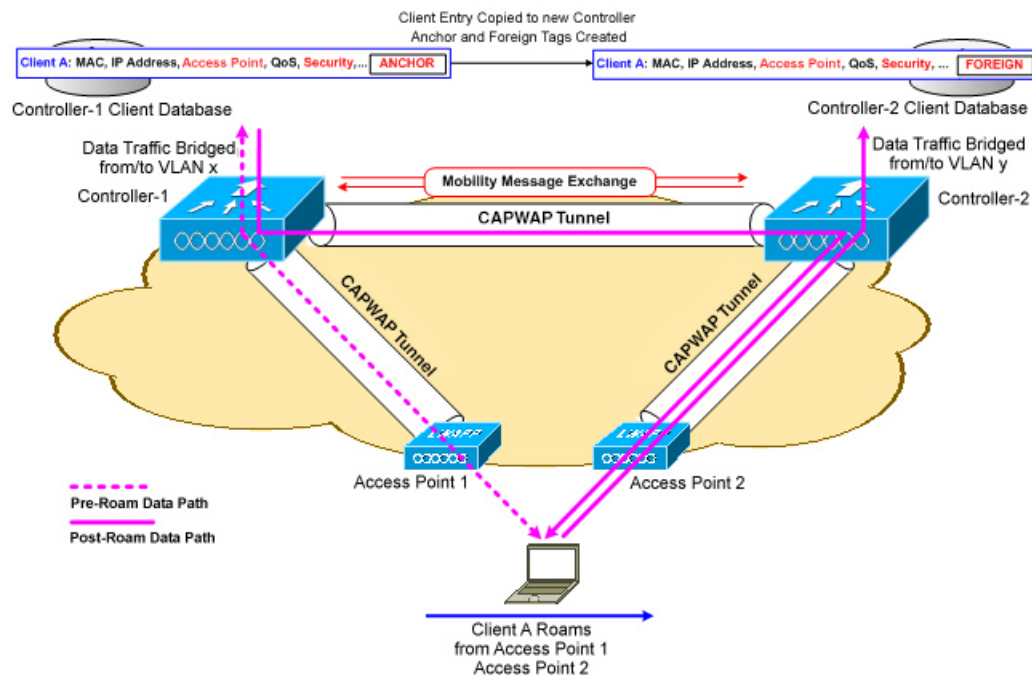 Client Entry Copied to new Controller
Anchor and Foreign Tags Created
Client A: MAC, IP Address, Access Point, QoS, Security,... ANCHOR
Client A: MAC, IP Address, Access Point, QoS, Security, ... FOREIGN
Controller-1 Client Database
Controller-2 Client Database
Data Traffic Bridged
from/to VLAN x
Data Traffic Bridged
from/to VLAN y
Controller-1
Mobility Message Exchange
Controller-2
CAPWAP Tunnel
CAPWAP Tunnel
CAPWAP Tunnel
LWAPP
LWAPP
Access Point 1
Access Point 2
Pre-Roam Data Path
Post-Roam Data Path
Client A Roams
from Access Point 1
Access Point 2